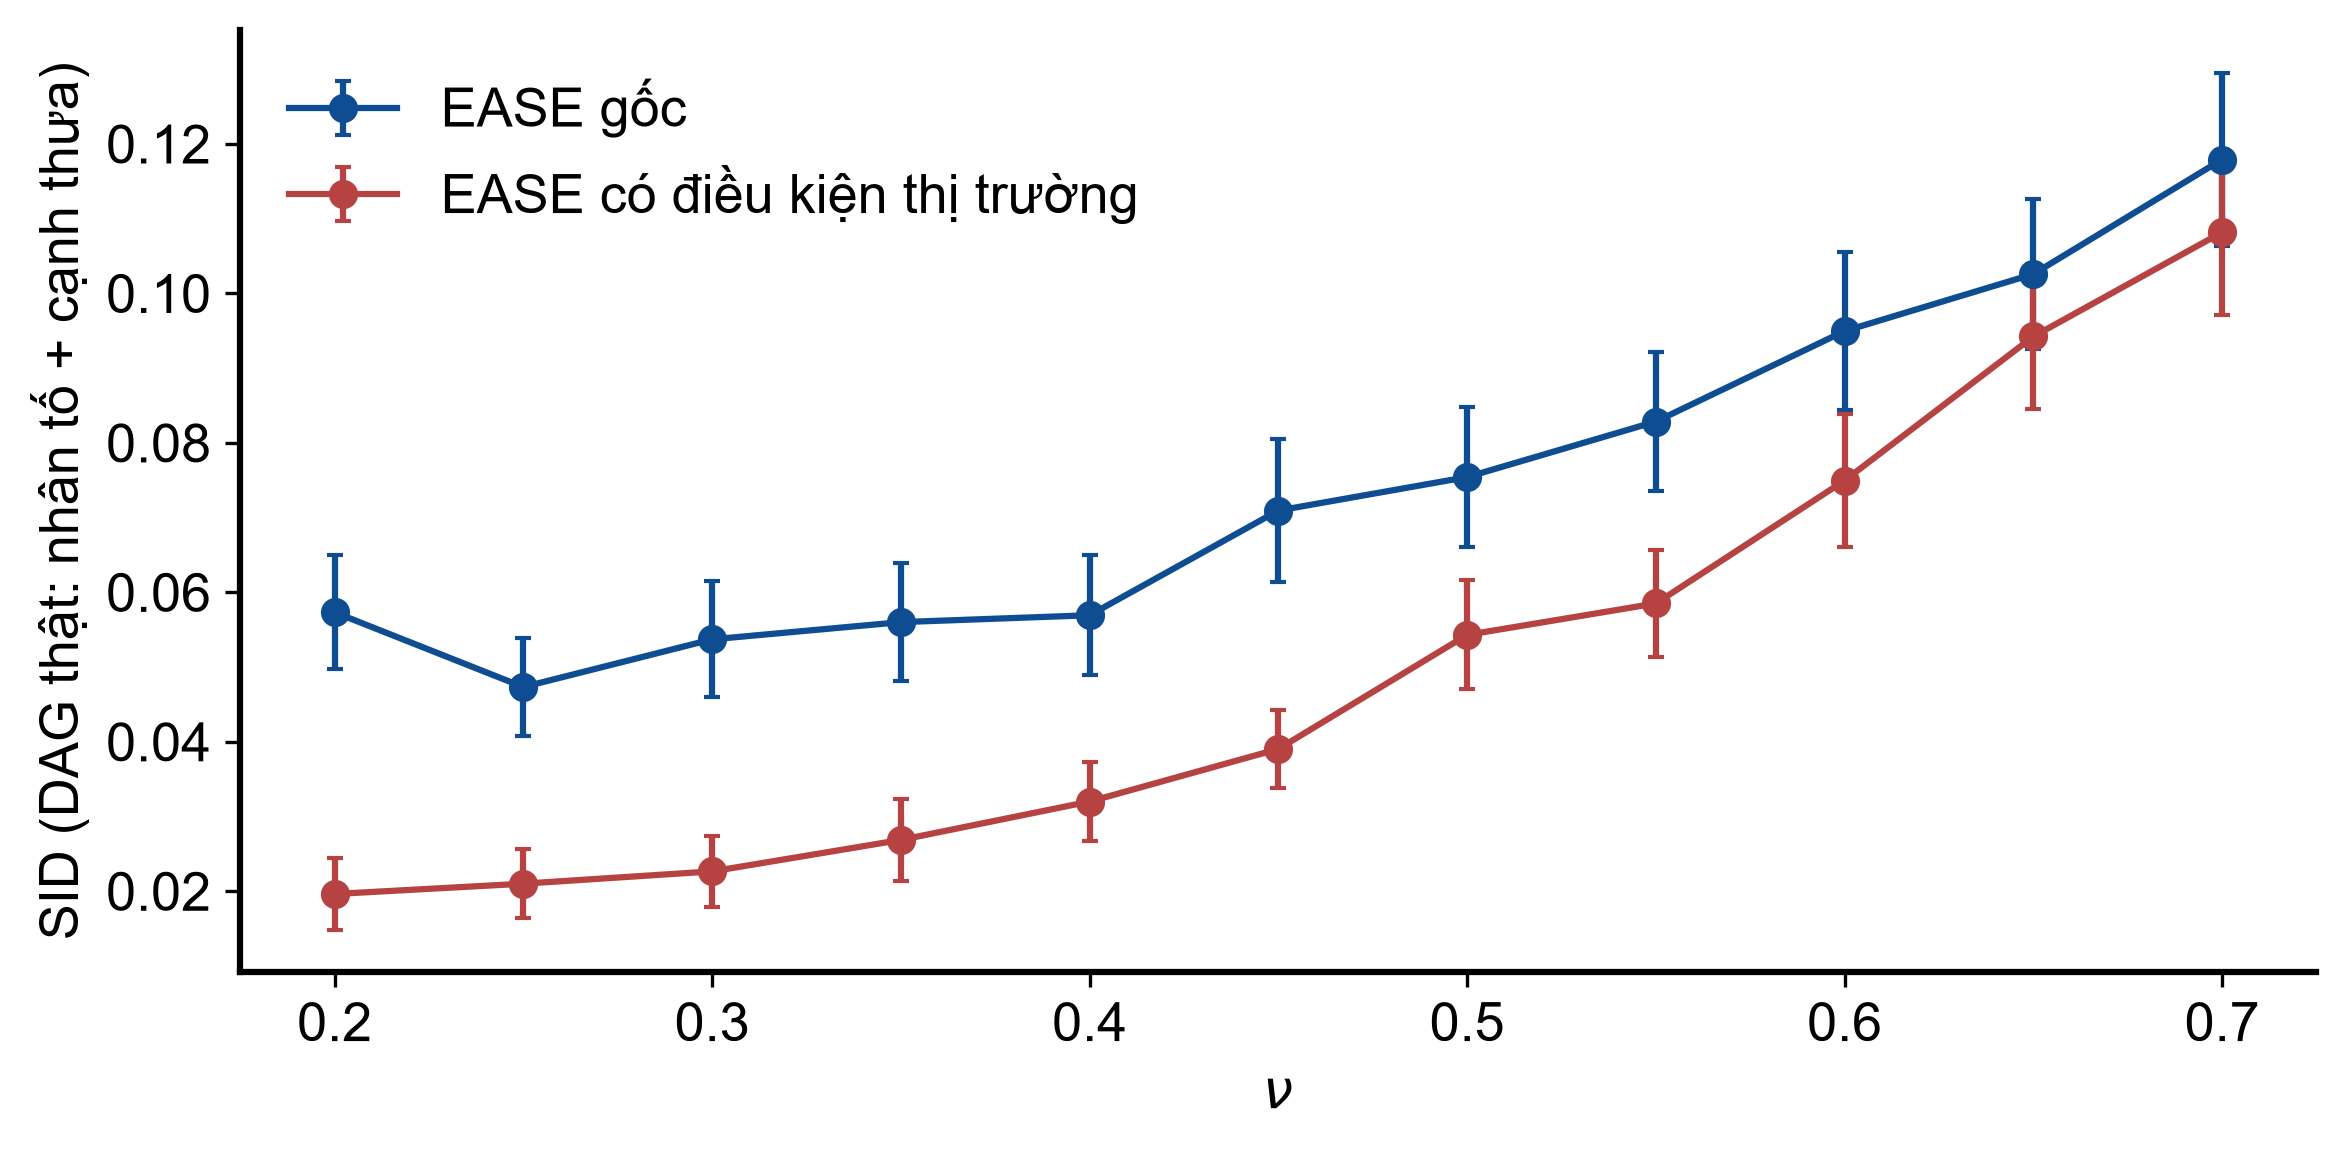 SID (DAG thật: nhân tố + cạnh thưa)
EASE gốc
EASE có điều kiện thị trường
0.12
0.10
0.08
0.06
0.04
0.02
0.2 0.3 0.4 0.5 0.6 0.7
ν